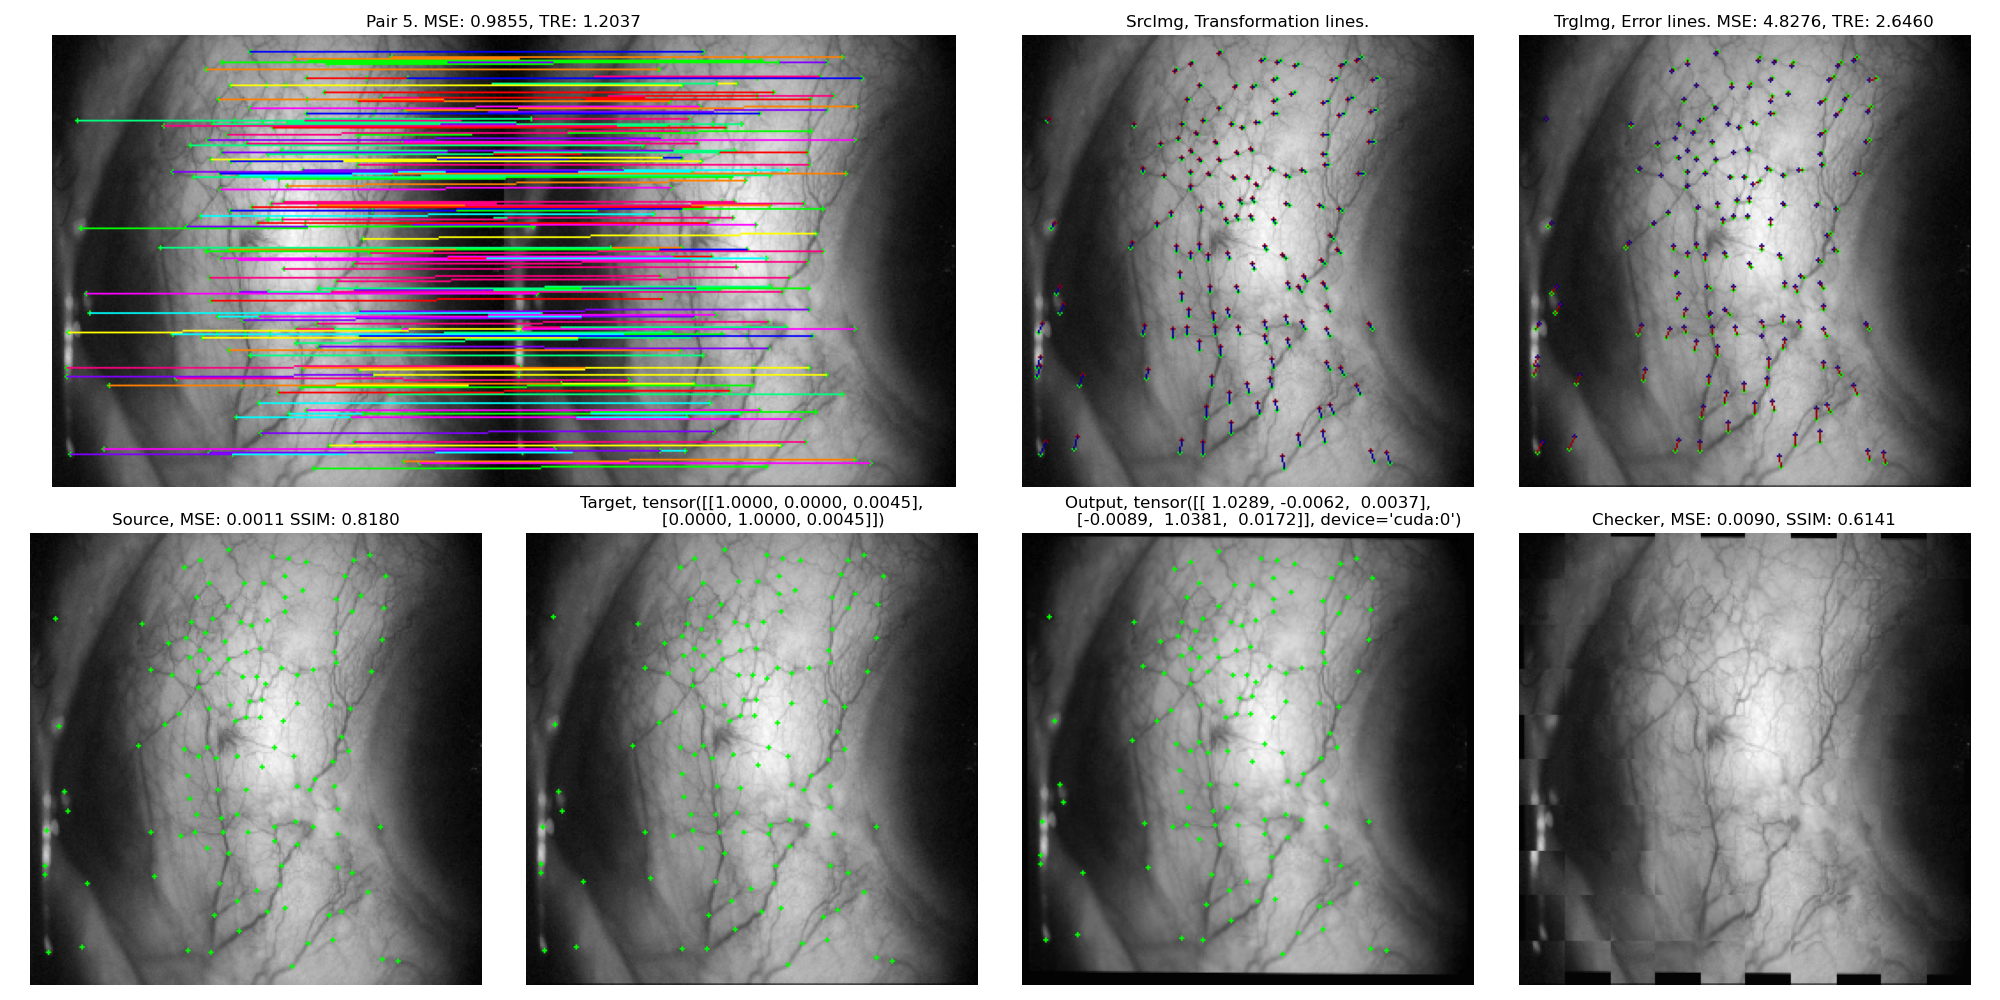 Pair 5. MSE: 0.9855, TRE: 1.2037
SrcImg, Transformation lines.
TrgImg, Error lines. MSE: 4.8276, TRE: 2.6460
Source, MSE: 0.0011 SSIM: 0.8180
Target, tensor([[1.0000, 0.0000, 0.0045],
[0.0000, 1.0000, 0.0045]])
Output, tensor([[ 1.0289, -0.0062, 0.0037],
[-0.0089, 1.0381, 0.0172]], device='cuda:0')
Checker, MSE: 0.0090, SSIM: 0.6141